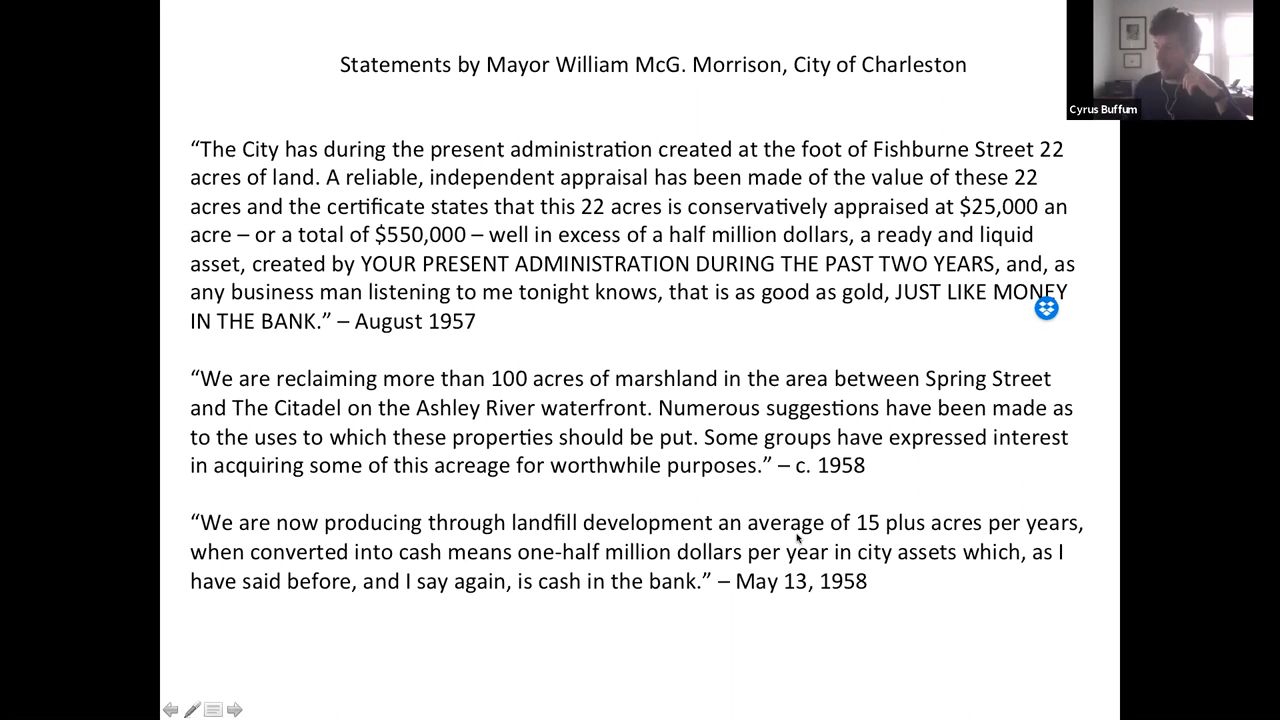 Statements by Mayor William McG. Morrison, City of Charleston
Cyrus Buffum
“The City has during the present administration created at the foot of Fishburne Street 22
acres of land. A reliable, independent appraisal has been made of the value of these 22
acres and the certificate states that this 22 acres is conservatively appraised at $25,000 an
acre – or a total of $550,000 – well in excess of a half million dollars, a ready and liquid
asset, created by YOUR PRESENT ADMINISTRATION DURING THE PAST TWO YEARS, and, as
any business man listening to me tonight knows, that is as good as gold, JUST LIKE MONEY
IN THE BANK.” – August 1957
“We are reclaiming more than 100 acres of marshland in the area between Spring Street
and The Citadel on the Ashley River waterfront. Numerous suggestions have been made as
to the uses to which these properties should be put. Some groups have expressed interest
in acquiring some of this acreage for worthwhile purposes.” – c. 1958
“We are now producing through landfill development an average of 15 plus acres per years,
when converted into cash means one-half million dollars per year in city assets which, as I
have said before, and I say again, is cash in the bank.” – May 13, 1958